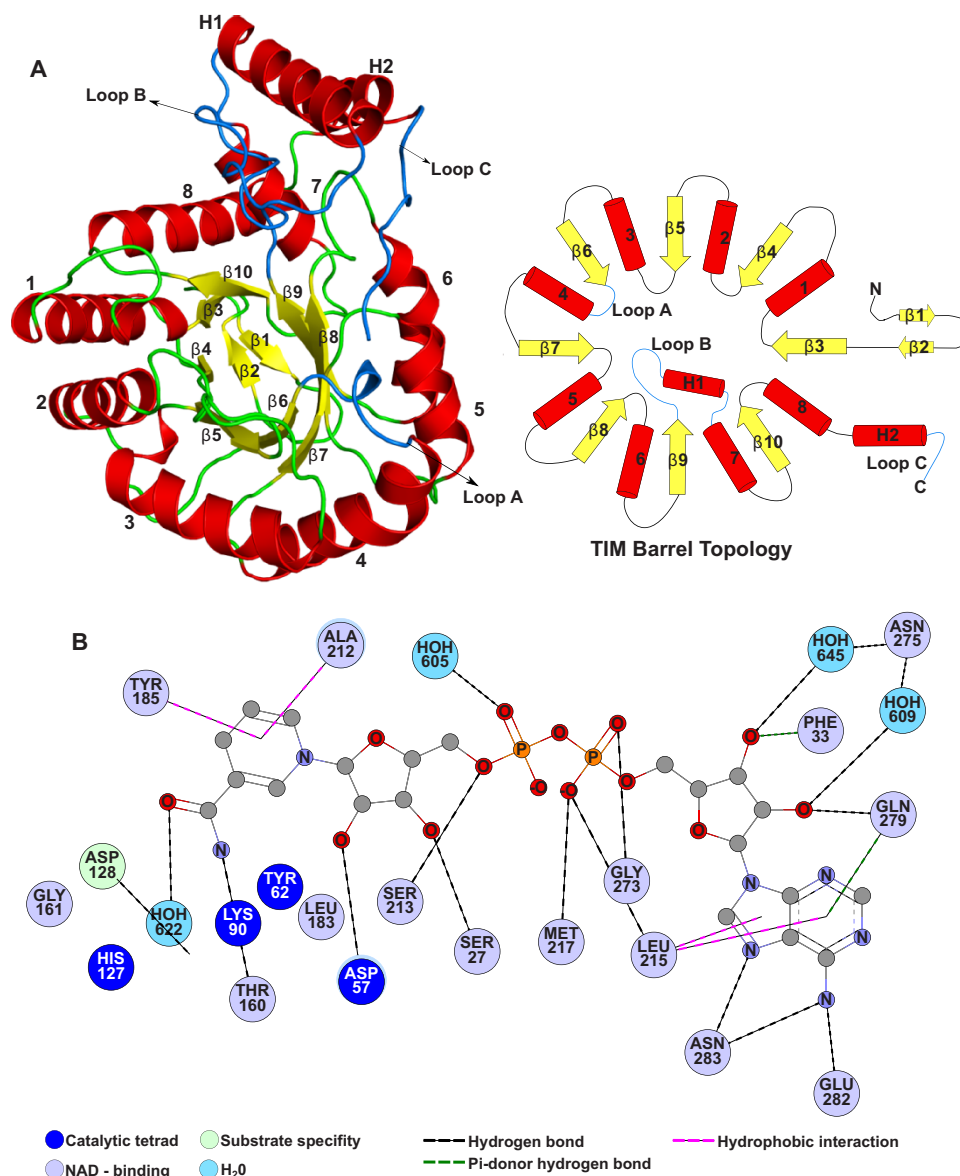 A
H1
H2
Loop B
Loop C
8
7
1
6
β10
β9
β3
β8
β1
β4
β2
2
β6
5
β5
β7
3
4
Loop A
β5
3
2
β6
β4
4
1
N
Loop A
β1
Loop B
β7
β3
β2
H1
5
8
β8
H2
6
β9
7
β10
Loop C
C
TIM Barrel Topology
B
ALA
212
HOH
605
HOH
645
ASN
275
TYR
185
HOH
609
PHE
33
O
O
O
P
O
P
O
O
N
O
-O
-O
O
O
O
GLN
279
O
O
O
ASP
128
N
TYR
62
GLY
273
N
N
GLY
161
HOH
622
LYS
90
LEU
183
SER
213
MET
217
LEU
215
N
N
HIS
127
SER
27
THR
160
ASP
57
N
ASN
283
GLU
282
Catalytic tetrad
Substrate specifity
Hydrogen bond
Hydrophobic interaction
NAD - binding
H₂0
Pi-donor hydrogen bond